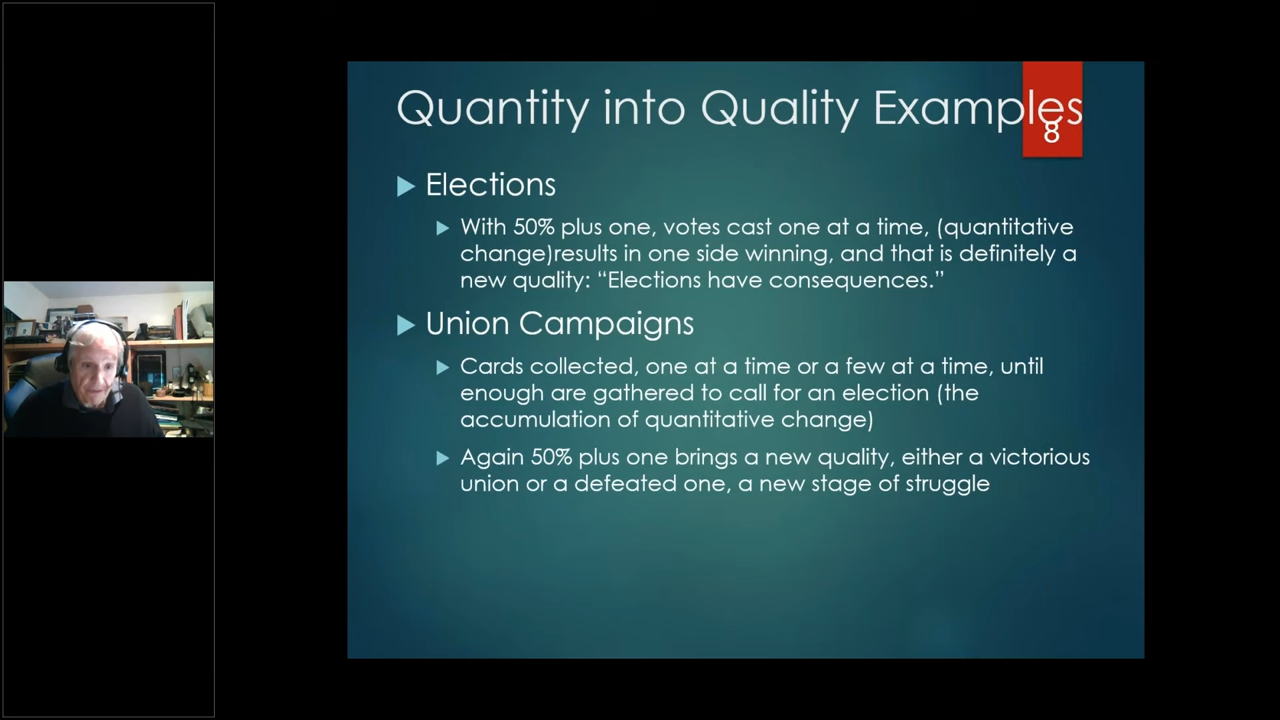 Quantity into Quality Examples
8
Elections
With 50% plus one, votes cast one at a time, (quantitative
change)results in one side winning, and that is definitely a
new quality: “Elections have consequences.”
Union Campaigns
Cards collected, one at a time or a few at a time, until
enough are gathered to call for an election (the
accumulation of quantitative change)
Again 50% plus one brings a new quality, either a victorious
union or a defeated one, a new stage of struggle